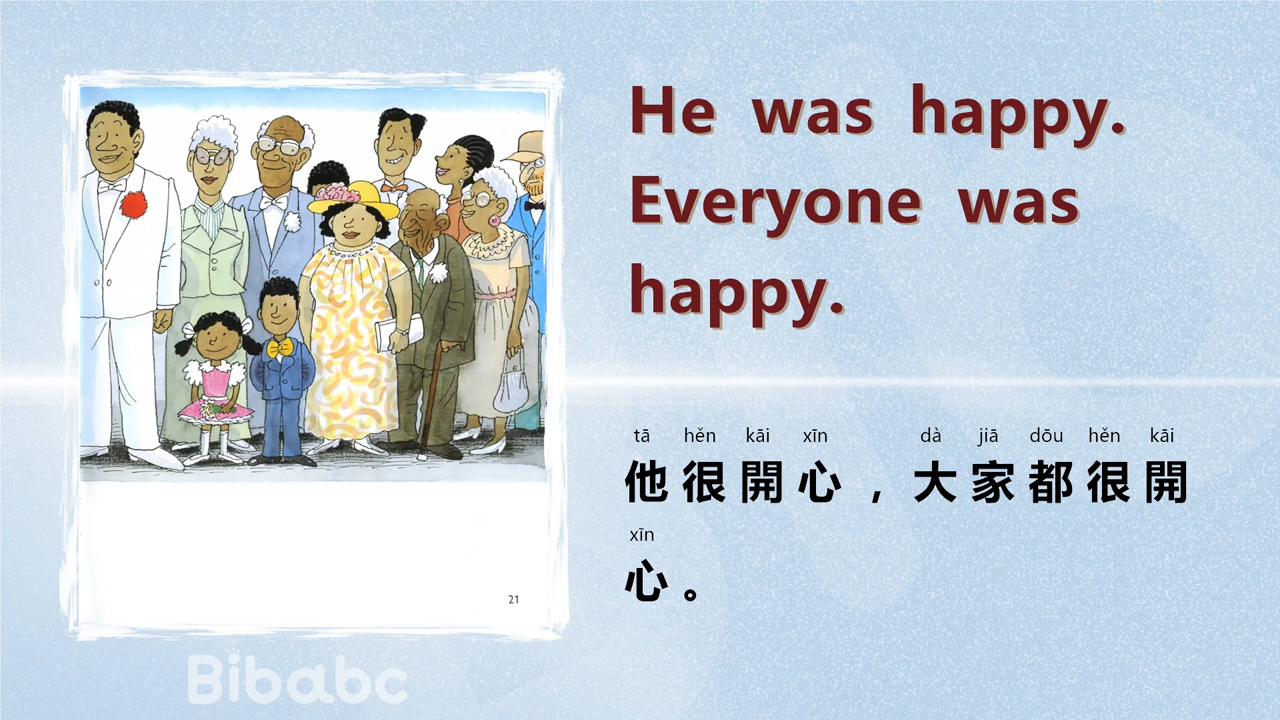 He was happy.
Everyone was
happy.
tā hěn kāi xīn dà jiā dōu hěn kāi
他很開心，大家都很開
xīn
心。
21
Bibabc